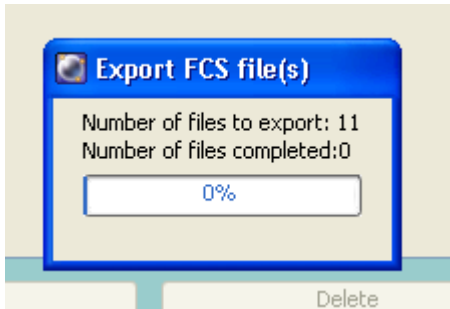 Export FCS file(s)
Number of files to export: 11
Number of files completed:0
0%
Delete